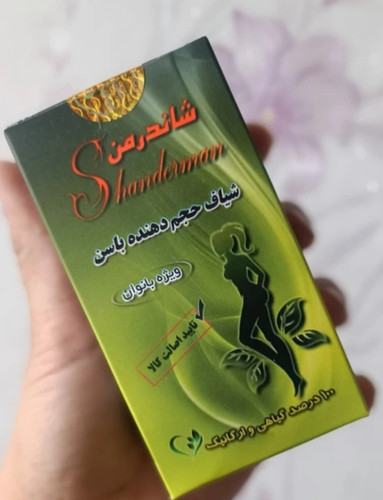 شاندرمن
Shanderman
شیاف حجم دهنده باسن
ویژه بانوان
تایید اصالت کالا
۱۰۰ درصد گیاهی و ارگانیک